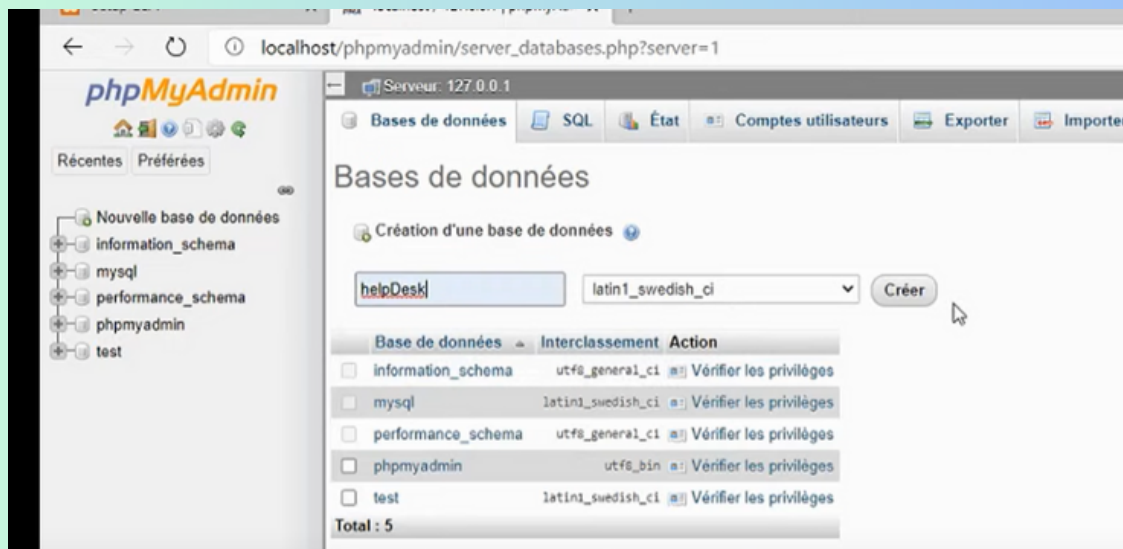 localhost/phpmyadmin/server_databases.php?server=1
phpMyAdmin
Récentes Préférées
Nouvelle base de données
information_schema
mysql
performance_schema
phpmyadmin
test
Serveur: 127.0.0.1
Bases de données SQL État Comptes utilisateurs Exporter Importer
Bases de données
Création d'une base de données
helpDesk latin1_swedish_ci Créer
Base de données Interclassement Action
information_schema utf8_general_ci Vérifier les privilèges
mysql latin1_swedish_ci Vérifier les privilèges
performance_schema utf8_general_ci Vérifier les privilèges
phpmyadmin utf8_bin Vérifier les privilèges
test latin1_swedish_ci Vérifier les privilèges
Total : 5